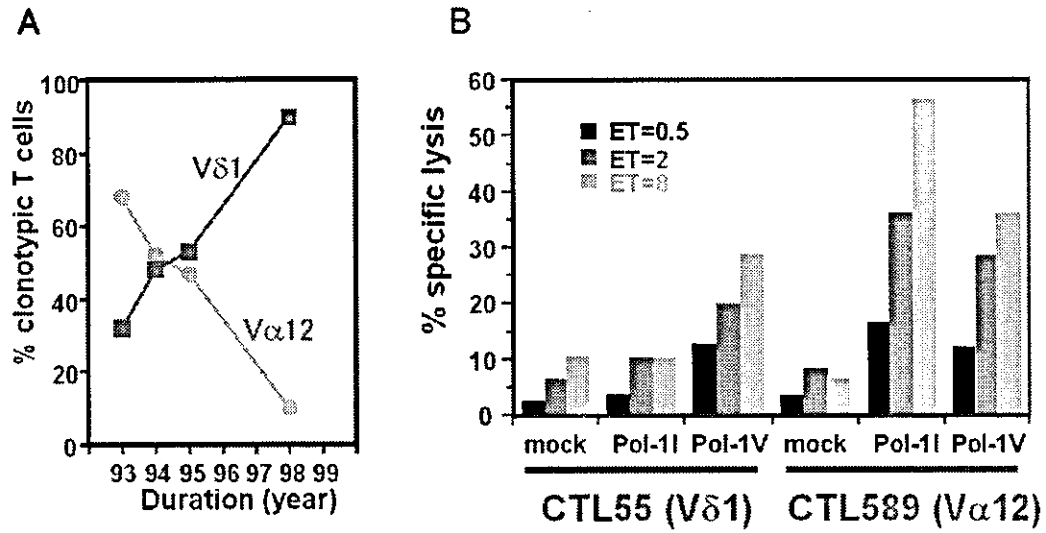 A
B
% clonotypic T cells
100
80
60
40
20
0
Vδ1
Vα12
93 94 95 96 97 98 99
Duration (year)
% specific lysis
60
50
40
30
20
10
0
ET=0.5
ET=2
ET=8
mock Pol-1I Pol-1V mock Pol-1I Pol-1V
CTL55 (Vδ1) CTL589 (Vα12)